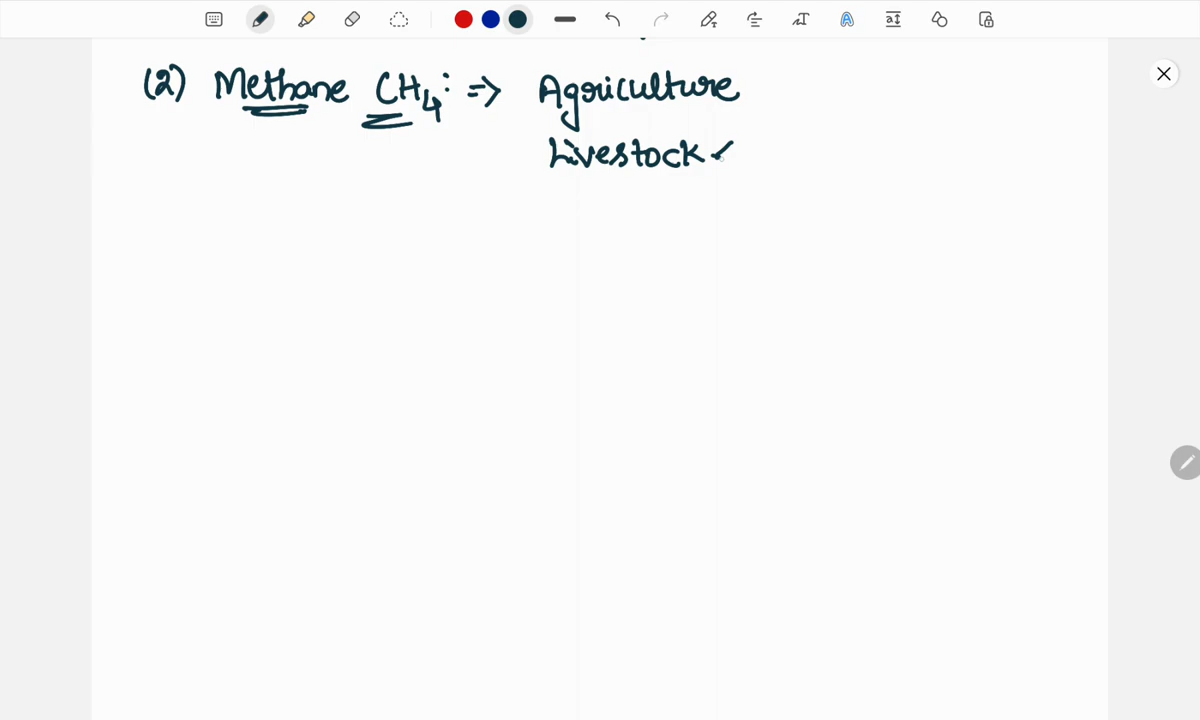 (2) Methane CH4 : => Agriculture
Livestock ✓